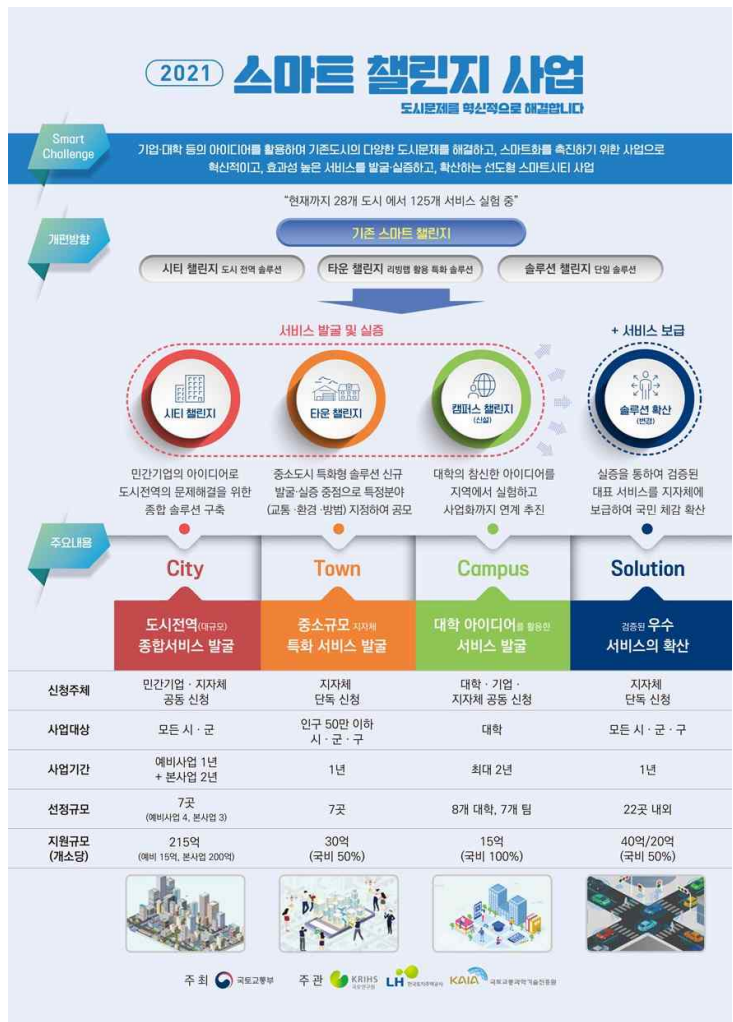 2021 스마트 챌린지 사업
도시문제를 혁신적으로 해결합니다
Smart
Challenge
기업·대학 등의 아이디어를 활용하여 기존도시의 다양한 도시문제를 해결하고, 스마트화를 촉진하기 위한 사업으로
혁신적이고, 효과성 높은 서비스를 발굴·실증하고, 확산하는 선도형 스마트시티 사업
"현재까지 28개 도시 에서 125개 서비스 실험 중"
개편방향
기존 스마트 챌린지
시티 챌린지 도시 전역 솔루션
타운 챌린지 리빙랩 활용 특화 솔루션
솔루션 챌린지 단일 솔루션
서비스 발굴 및 실증
+ 서비스 보급
시티 챌린지
타운 챌린지
캠퍼스 챌린지
(신설)
솔루션 확산
(변경)
민간기업의 아이디어로
도시전역의 문제해결을 위한
종합 솔루션 구축
중소도시 특화형 솔루션 신규
발굴·실증 중점으로 특정분야
(교통·환경·방범) 지정하여 공모
대학의 참신한 아이디어를
지역에서 실험하고
사업화까지 연계 추진
실증을 통하여 검증된
대표 서비스를 지자체에
보급하여 국민 체감 확산
주요내용
City
Town
Campus
Solution
도시전역(대규모)
종합서비스 발굴
중소규모 지자체
특화 서비스 발굴
대학 아이디어를 활용한
서비스 발굴
검증된 우수
서비스의 확산
신청주체
민간기업 · 지자체
공동 신청
지자체
단독 신청
대학 · 기업 ·
지자체 공동 신청
지자체
단독 신청
사업대상
모든 시 · 군
인구 50만 이하
시 · 군 · 구
대학
모든 시 · 군 · 구
사업기간
예비사업 1년
+ 본사업 2년
1년
최대 2년
1년
선정규모
7곳
(예비사업 4, 본사업 3)
7곳
8개 대학, 7개 팀
22곳 내외
지원규모
(개소당)
215억
(예비 15억, 본사업 200억)
30억
(국비 50%)
15억
(국비 100%)
40억/20억
(국비 50%)
주최 국토교통부
주관 KRIHS
국토연구원
LH 한국토지주택공사
KAIA 국토교통과학기술진흥원